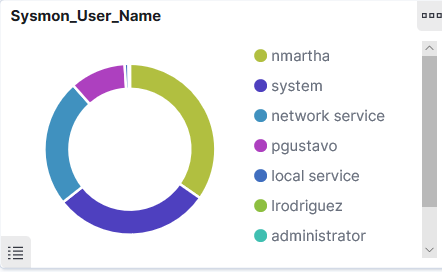 Sysmon_User_Name
nmartha
system
network service
pgustavo
local service
lrodriguez
administrator